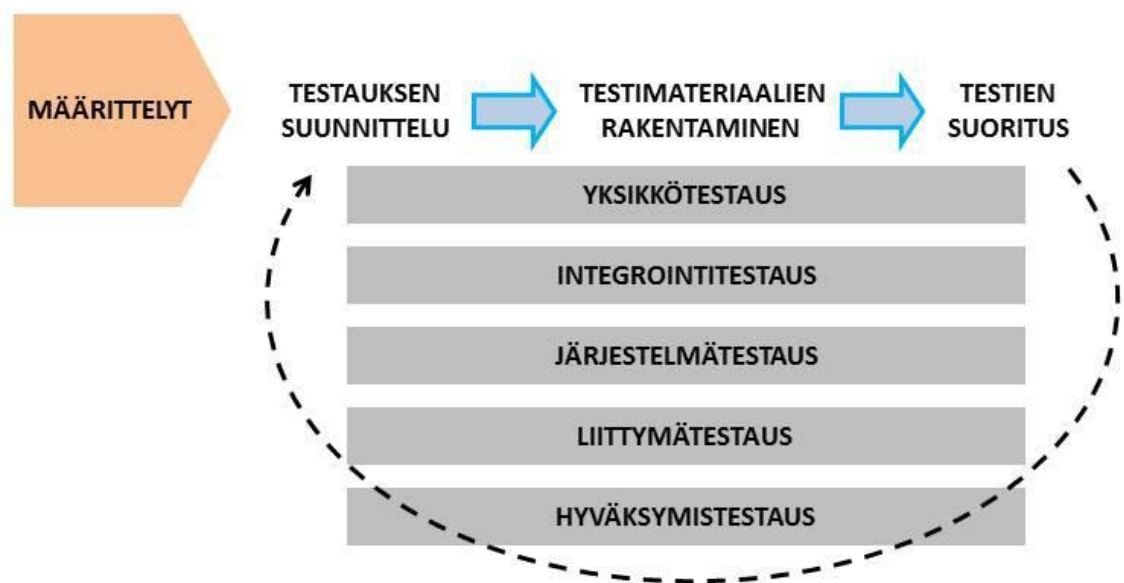 MÄÄRITTELYT
TESTAUKSEN
SUUNNITTELU
TESTIMATERIAALIEN
RAKENTAMINEN
TESTIEN
SUORITUS
YKSIKKÖTESTAUS
INTEGROINTITESTAUS
JÄRJESTELMÄTESTAUS
LIITTYMÄTESTAUS
HYVÄKSYMISTESTAUS